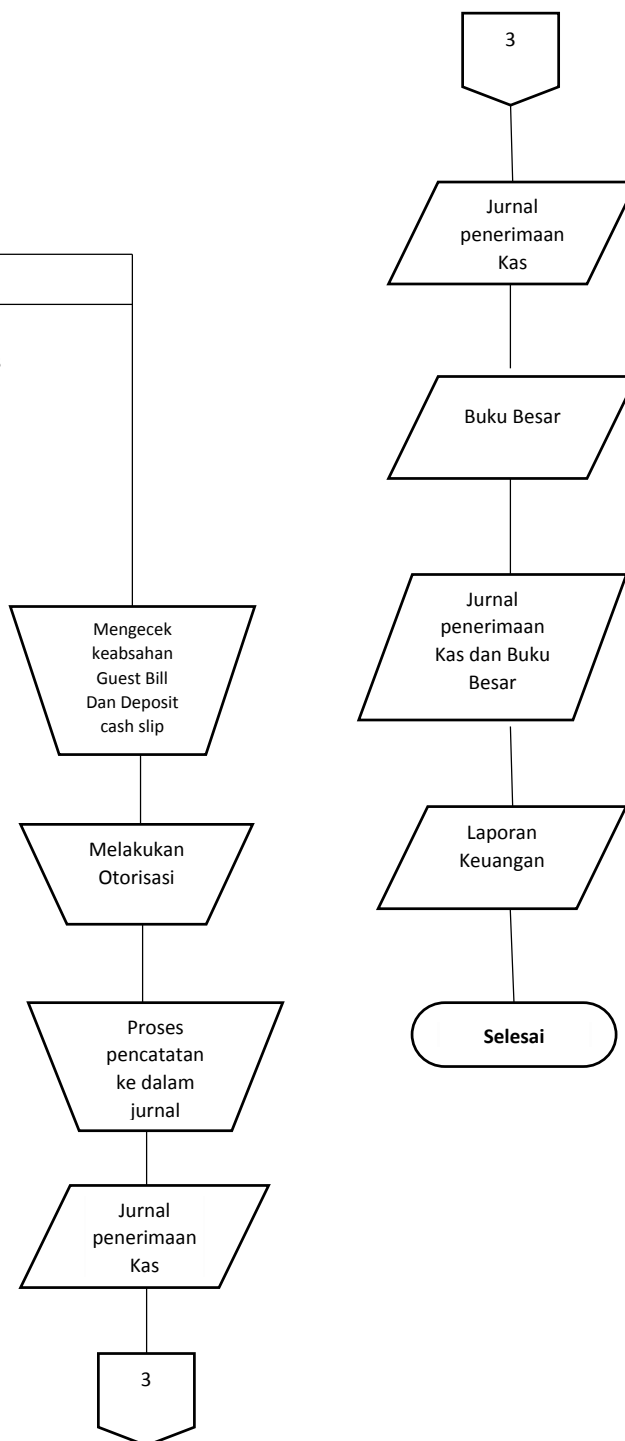 Mengecek
keabsahan
Guest Bill
Dan Deposit
cash slip
Melakukan
Otorisasi
Proses
pencatatan
ke dalam
jurnal
Jurnal
penerimaan
Kas
3
3
Jurnal
penerimaan
Kas
Buku Besar
Jurnal
penerimaan
Kas dan Buku
Besar
Laporan
Keuangan
Selesai